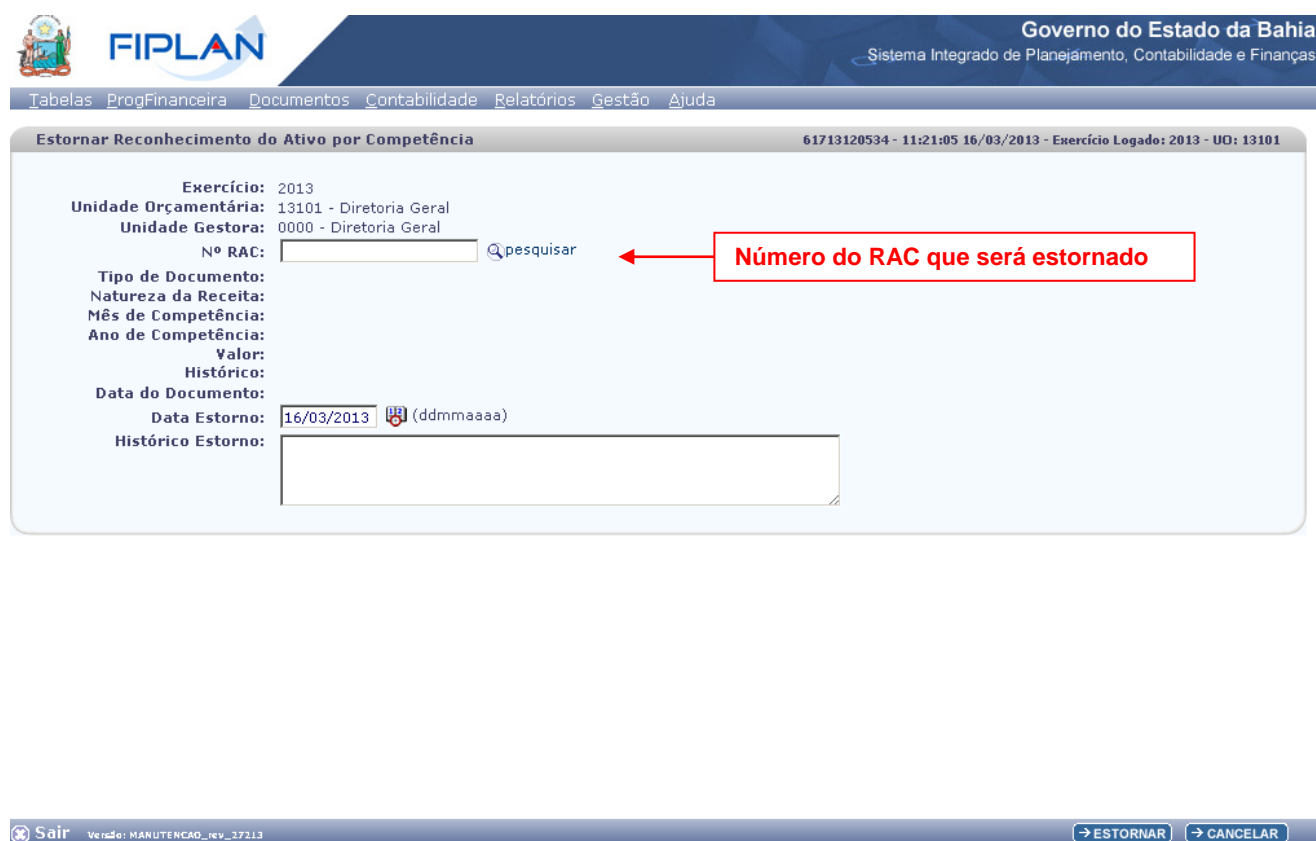 FIPLAN
Governo do Estado da Bahia
Sistema Integrado de Planejamento, Contabilidade e Finanças
Tabelas ProgFinanceira Documentos Contabilidade Relatórios Gestão Ajuda
Estornar Reconhecimento do Ativo por Competência 61713120534 - 11:21:05 16/03/2013 - Exercício Logado: 2013 - UO: 13101
Exercício: 2013
Unidade Orçamentária: 13101 - Diretoria Geral
Unidade Gestora: 0000 - Diretoria Geral
Nº RAC: pesquisar
Número do RAC que será estornado
Tipo de Documento:
Natureza da Receita:
Mês de Competência:
Ano de Competência:
Valor:
Histórico:
Data do Documento:
Data Estorno: 16/03/2013 (ddmmaaaa)
Histórico Estorno:
Sair Versão: MANUTENCAO_rev_27213 ESTORNAR CANCELAR